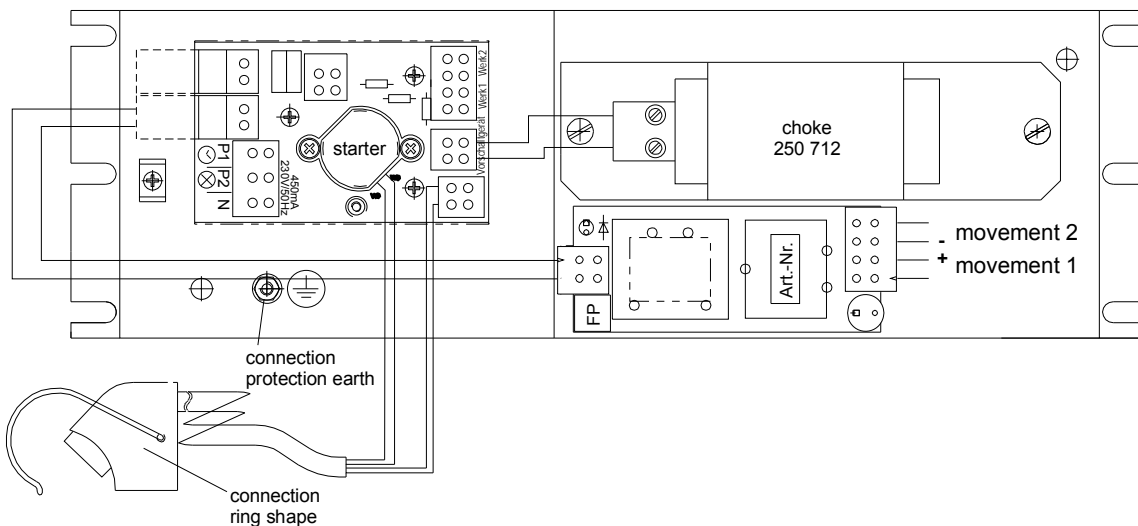 Werk2
Werk1
Vorschaltgerät
starter
P1
P2
N
450mA
230V/50Hz
choke
250 712
Art.-Nr.
FP
- movement 2
+ movement 1
connection
protection earth
connection
ring shape